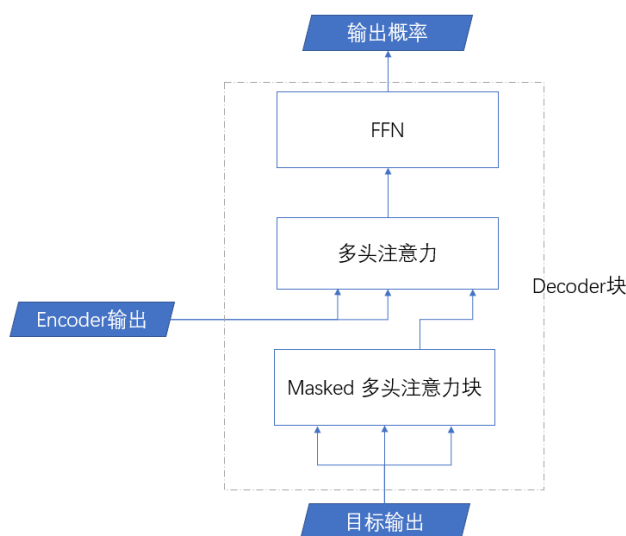 输出概率
FFN
多头注意力
Decoder块
Encoder输出
Masked 多头注意力块
目标输出